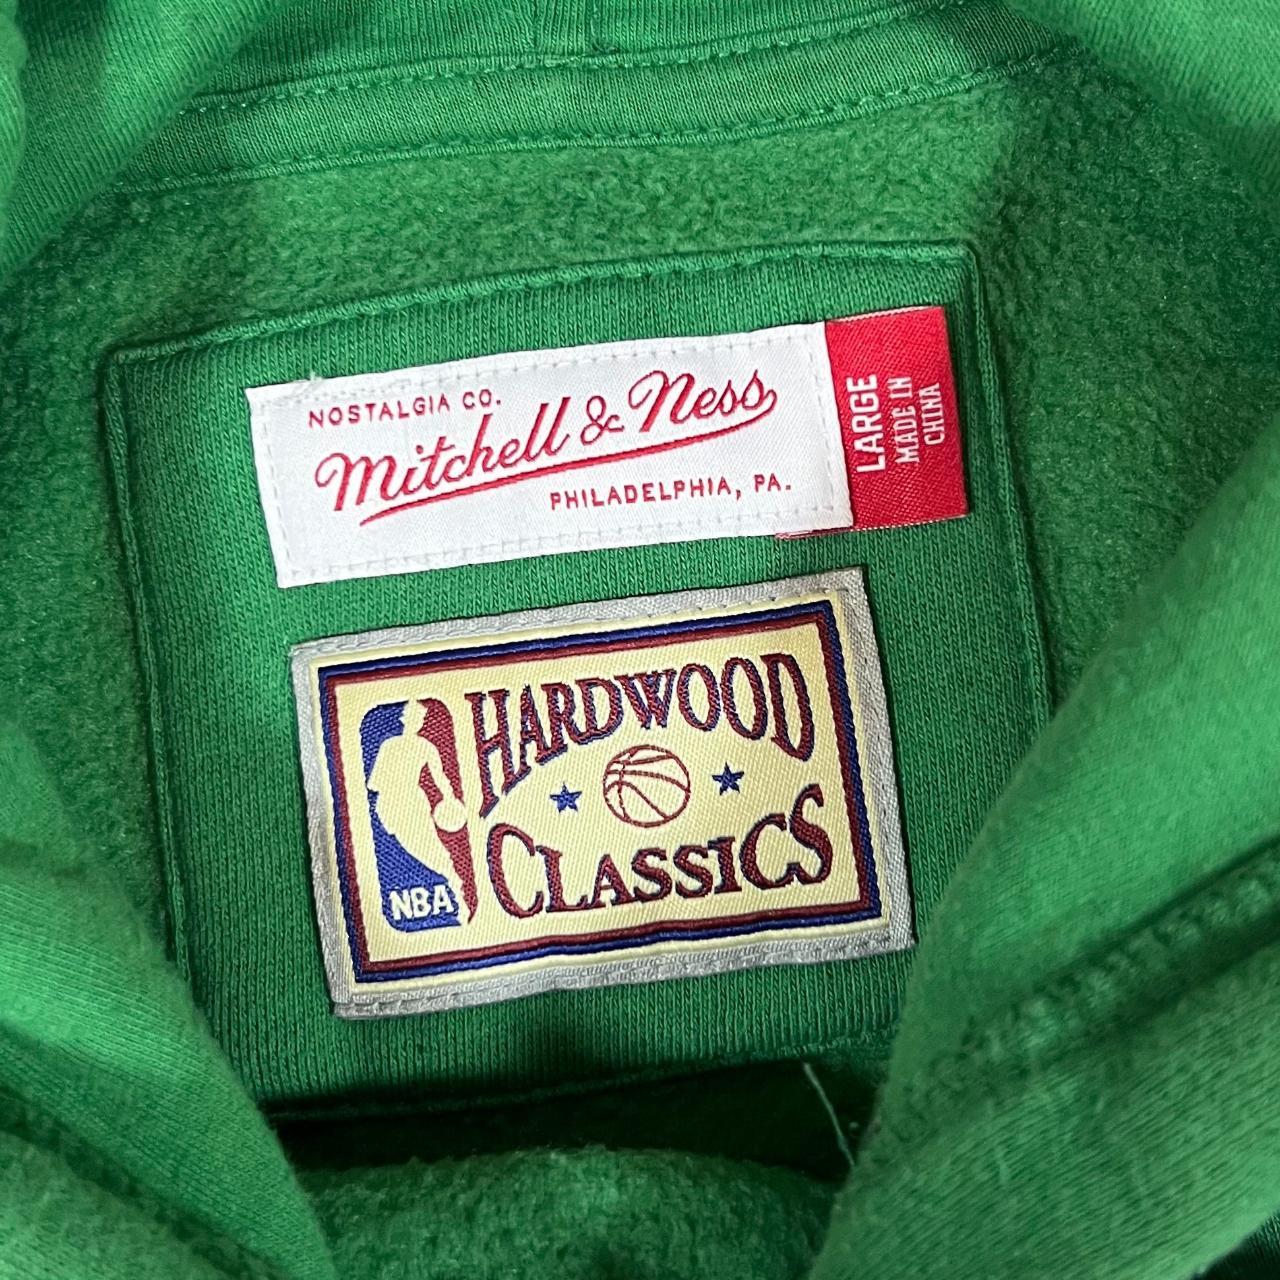 NOSTALGIA CO.
Mitchell & Ness
PHILADELPHIA, PA.
LARGE
MADE IN
CHINA
HARDWOOD
CLASSICS
NBA